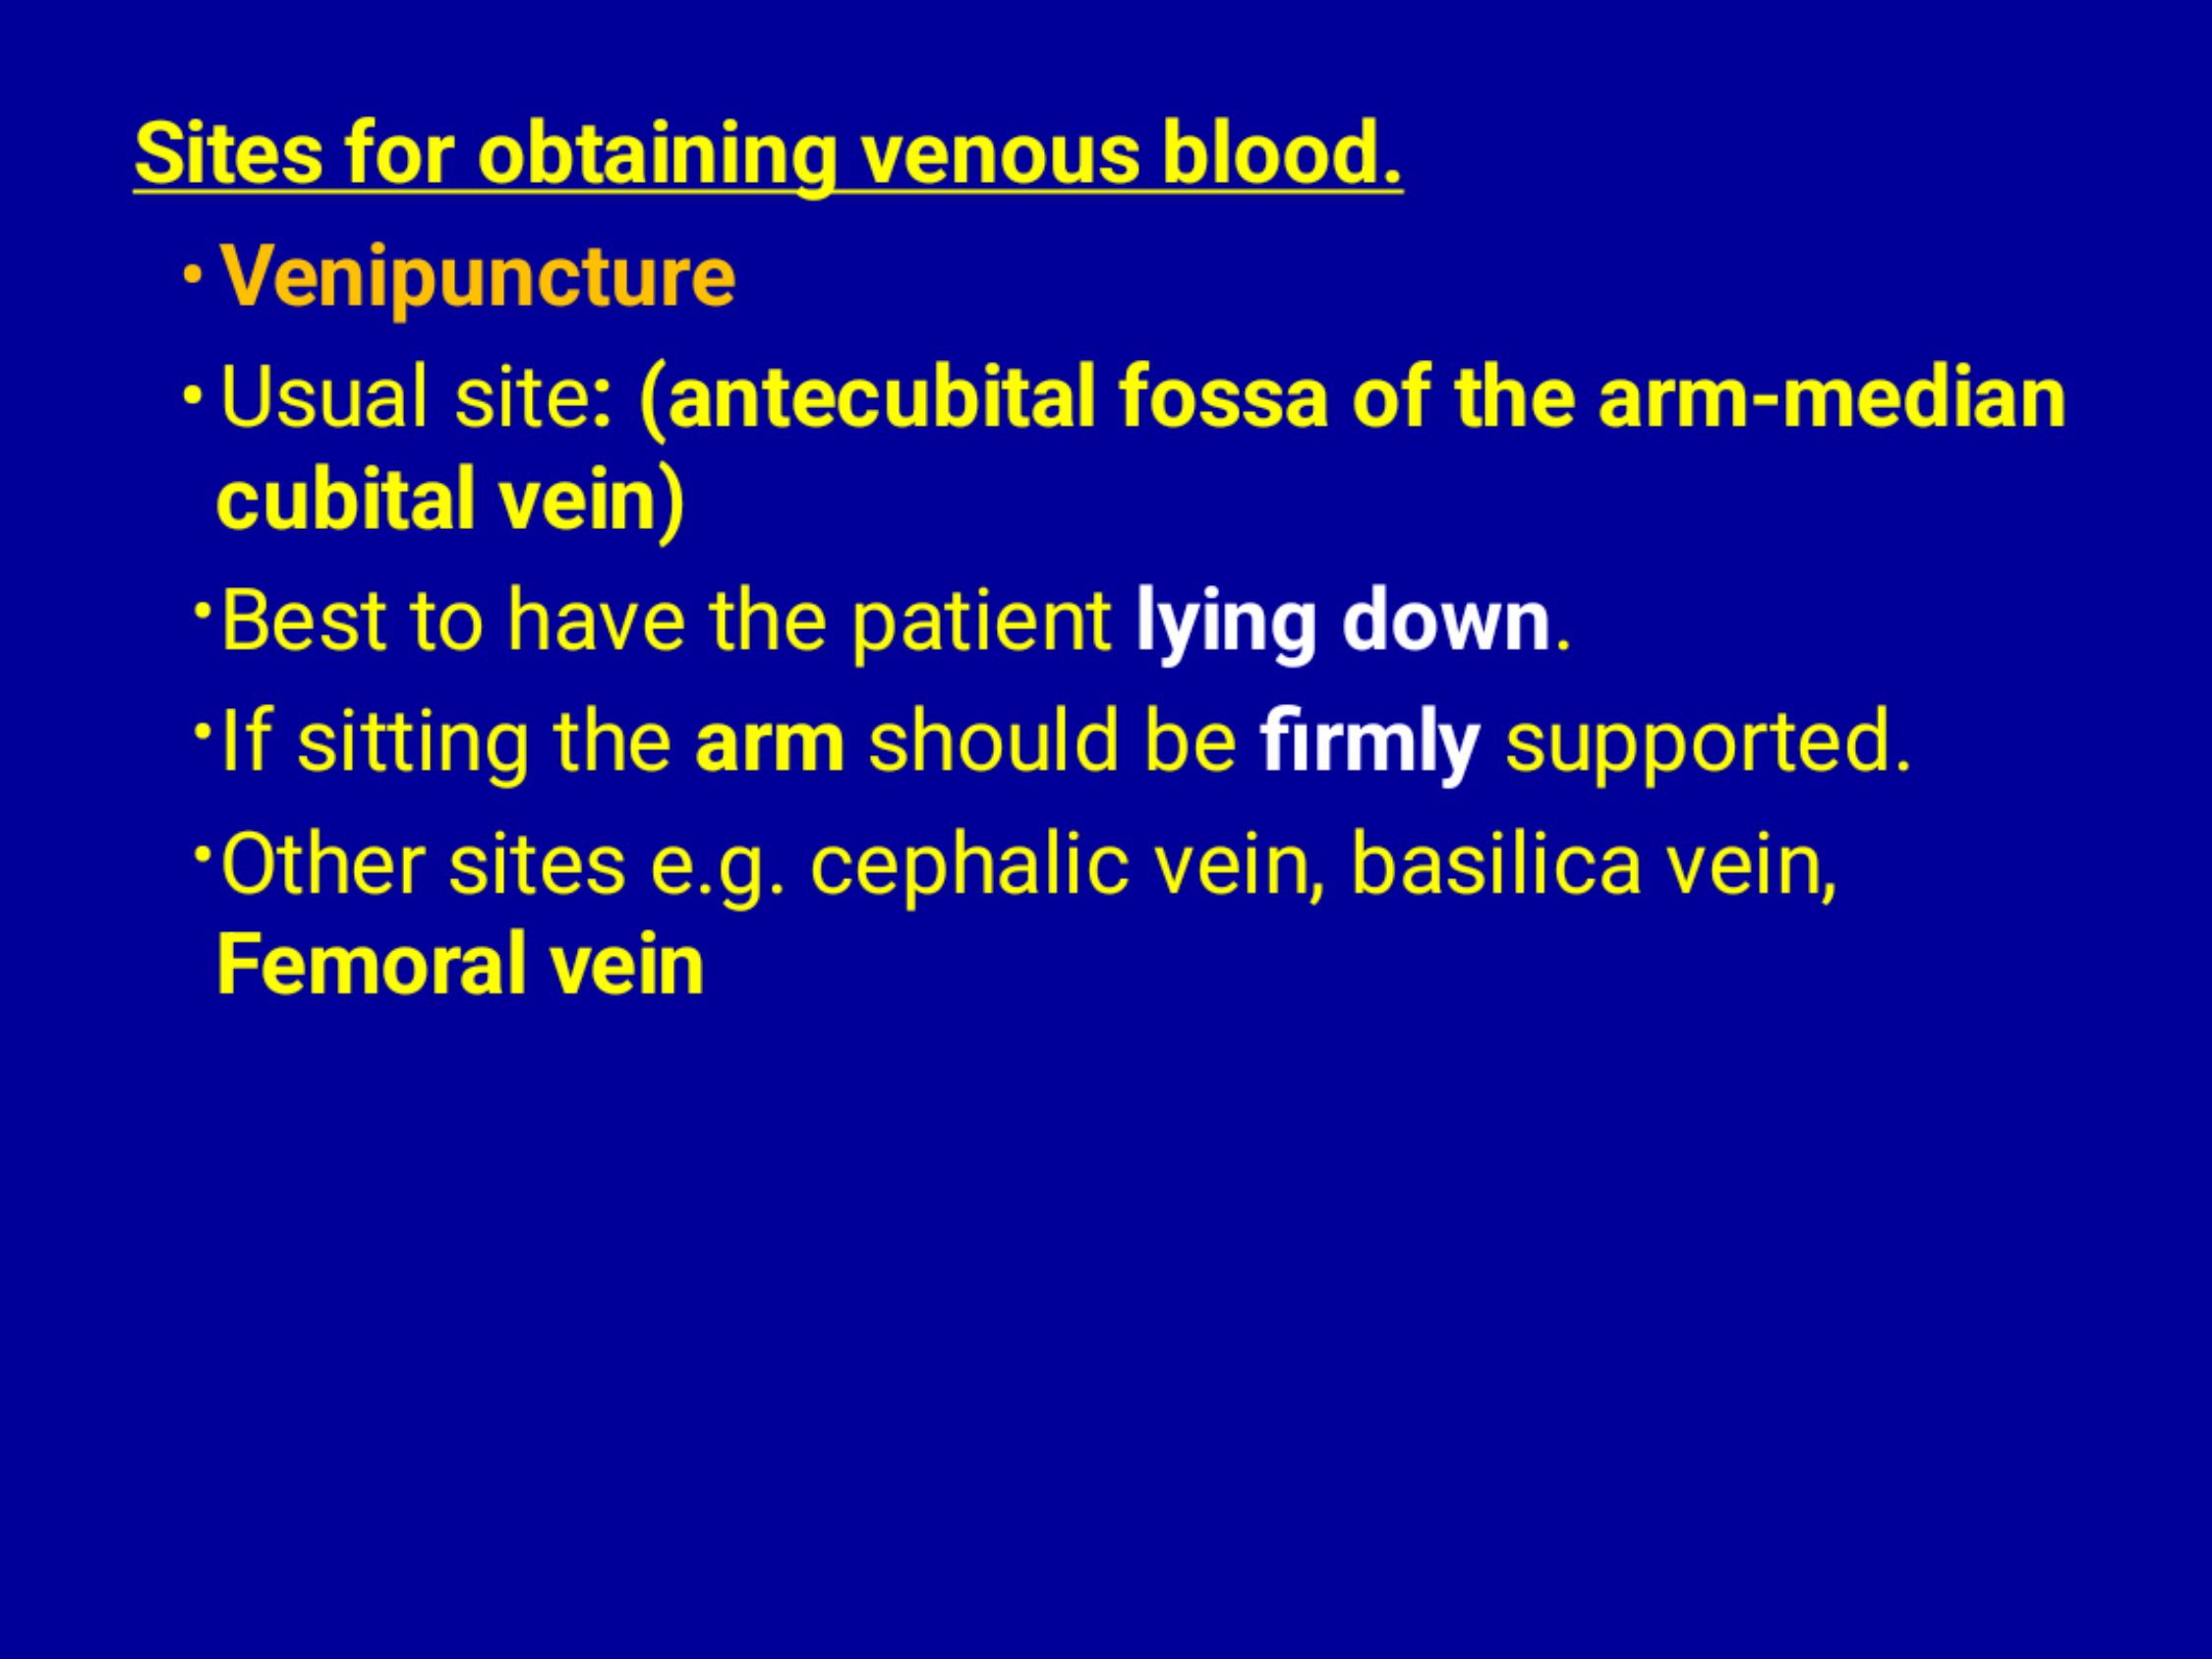 Sites for obtaining venous blood.
• Venipuncture
• Usual site: (antecubital fossa of the arm-median
cubital vein)
•Best to have the patient lying down.
•If sitting the arm should be firmly supported.
•Other sites e.g. cephalic vein, basilica vein,
Femoral vein